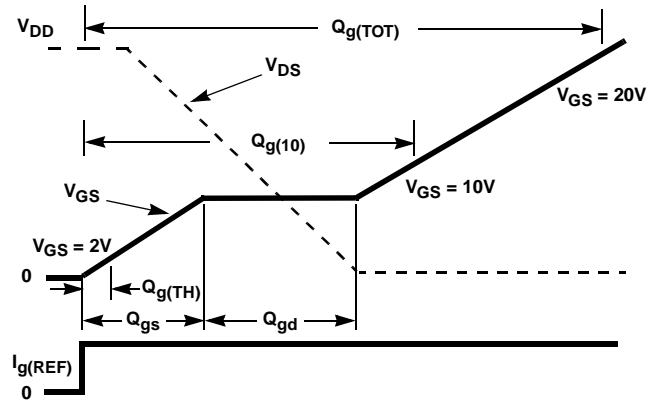 V_DD
Q_g(TOT)
V_DS
V_GS = 20V
Q_g(10)
V_GS
V_GS = 10V
V_GS = 2V
0
Q_g(TH)
Q_gs
Q_gd
I_g(REF)
0